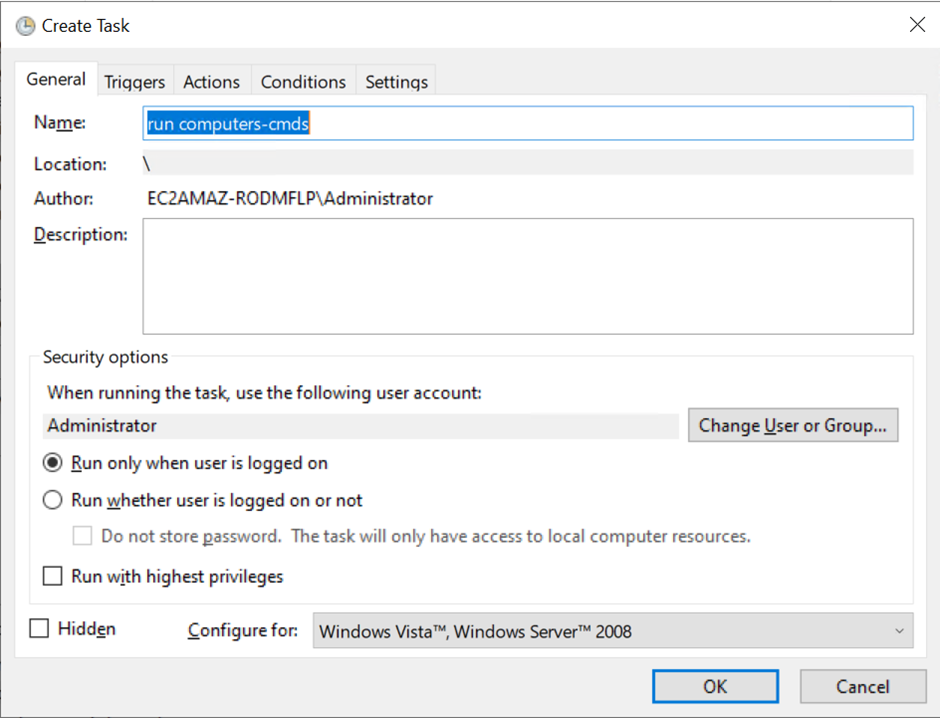 Create Task
General Triggers Actions Conditions Settings
Name: run computers-cmds
Location: \
Author: EC2AMAZ-RODMFLP\Administrator
Description:
Security options
When running the task, use the following user account:
Administrator Change User or Group...
Run only when user is logged on
Run whether user is logged on or not
Do not store password. The task will only have access to local computer resources.
Run with highest privileges
Hidden Configure for: Windows Vista™, Windows Server™ 2008
OK Cancel